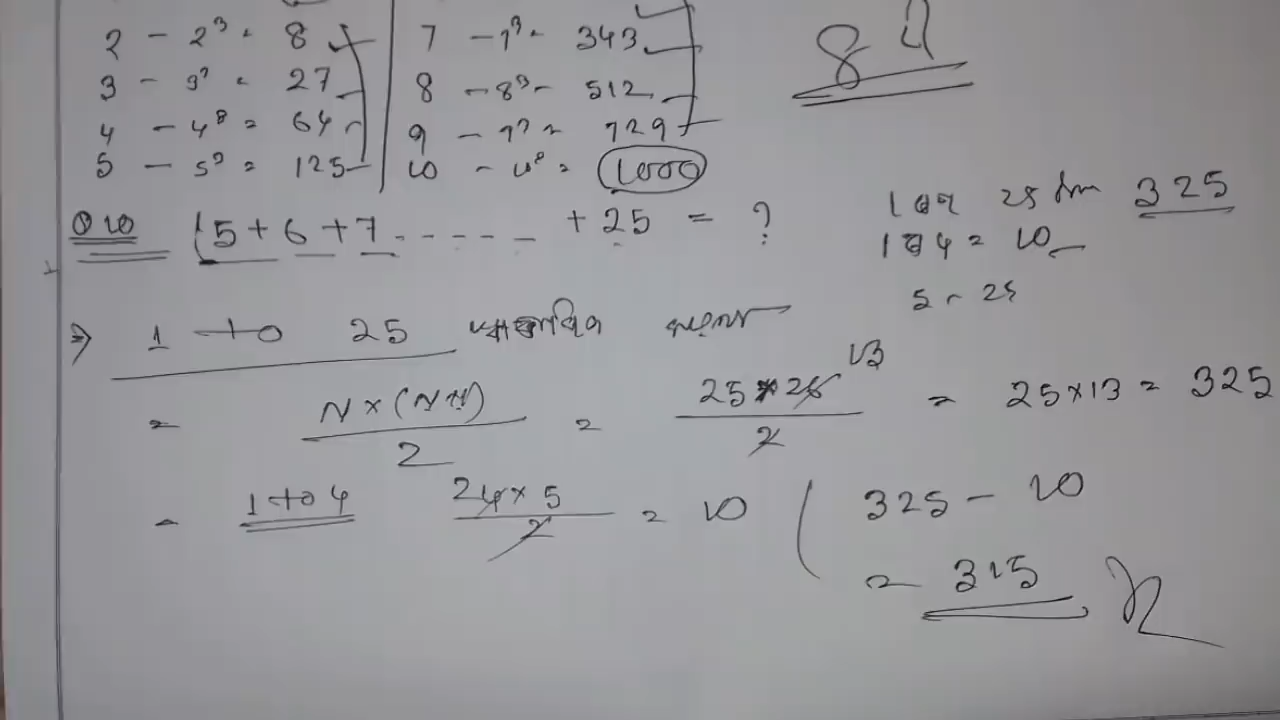 2 - 2³ = 8
3 - 3³ = 27
4 - 4³ = 64
5 - 5³ = 125
7 - 7³ = 343
8 - 8³ - 512
9 - 9³ = 729
10 - 10³ = 1000
84
Q 10 (5+6+7 ------ +25 = ?
1 25 325
1 4 = 10
5 - 25
⇒ 1 to 25
= N×(N+1)/2 = 25×26/2 13 = 25×13 = 325
= 1 to 4 24×5/2 = 10 ( 325 - 10
= 315